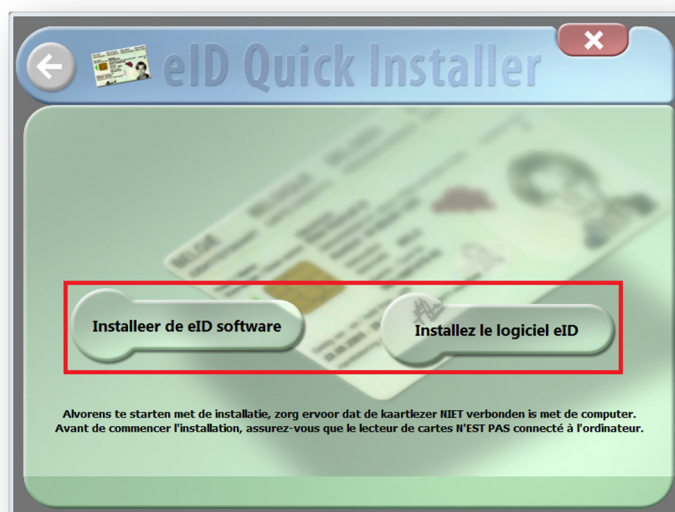 eID Quick Installer
BELGIË
BELGIQUE
Installeer de eID software
Installez le logiciel eID
Alvorens te starten met de installatie, zorg ervoor dat de kaartlezer NIET verbonden is met de computer.
Avant de commencer l'installation, assurez-vous que le lecteur de cartes N'EST PAS connecté à l'ordinateur.